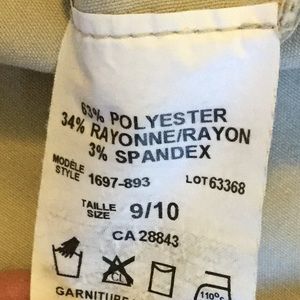 63% POLYESTER
34% RAYONNE/RAYON
3% SPANDEX
MODÈLE
STYLE 1697-893 LOT 63368
TAILLE
SIZE 9/10
CA 28843
CL
110°c
GARNITURE